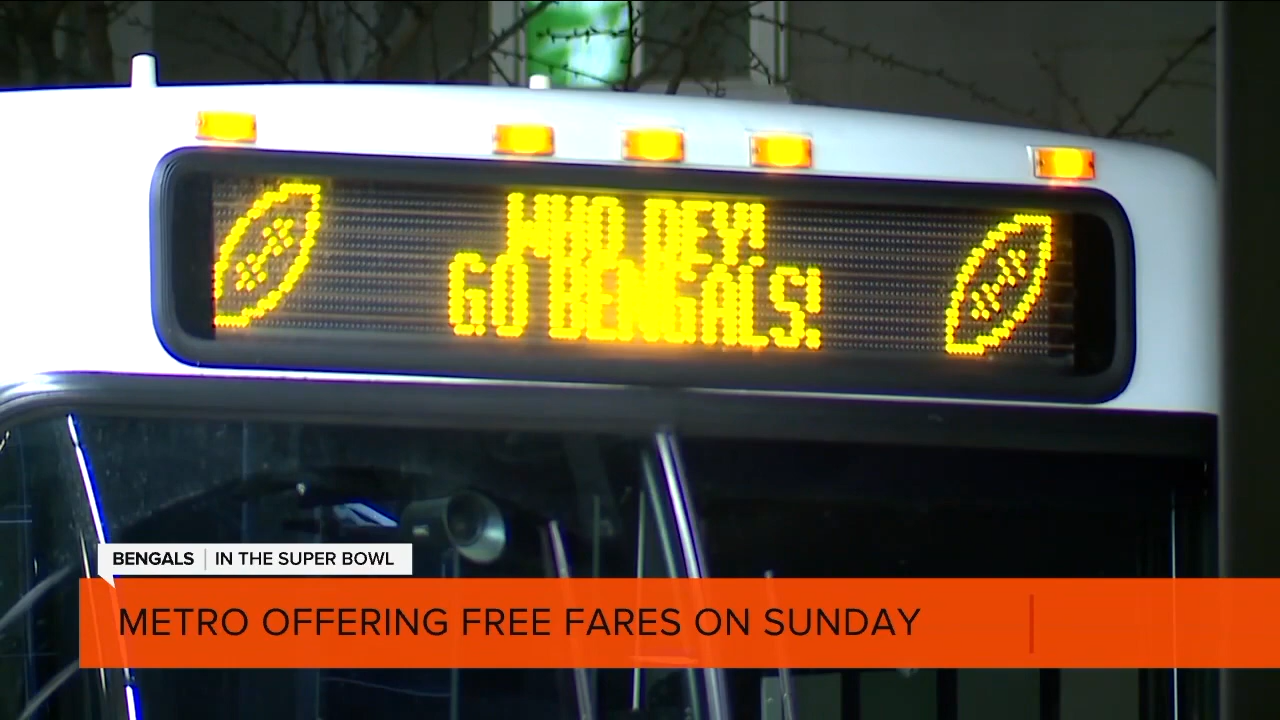 WHO DEY!
GO BENGALS!
BENGALS | IN THE SUPER BOWL
METRO OFFERING FREE FARES ON SUNDAY